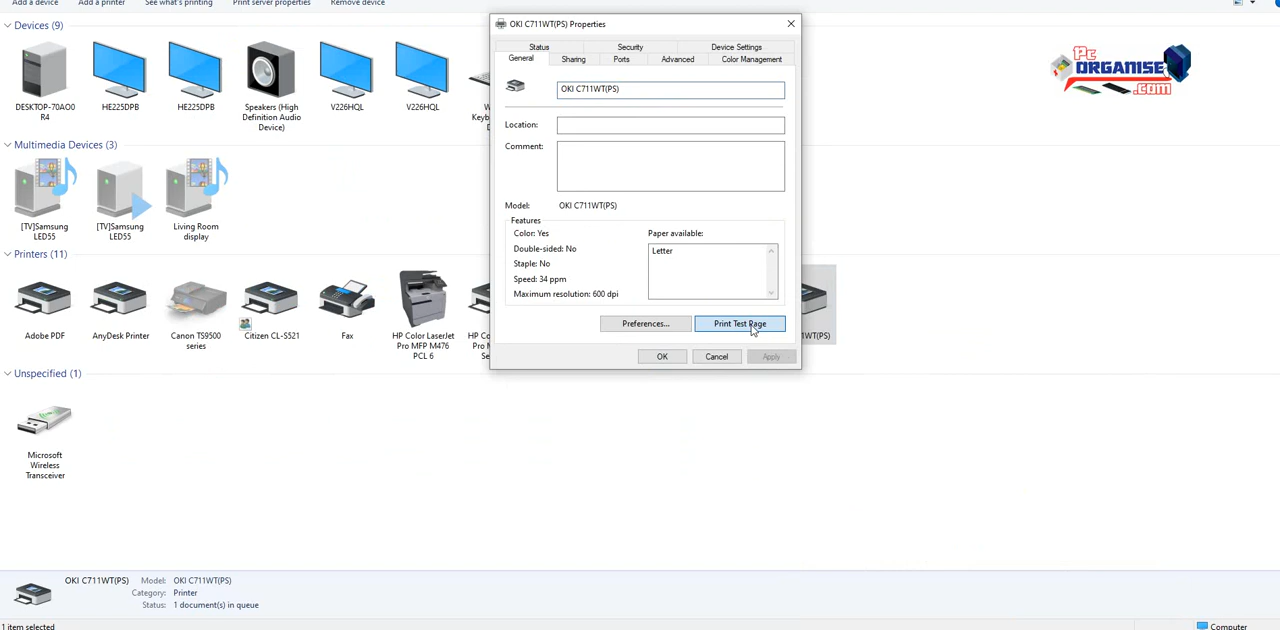 Add a device
Add a printer
See what's printing
Print server properties
Remove device
Devices (9)
DESKTOP-70AO0
R4
HE225DPB
HE225DPB
Speakers (High
Definition Audio
Device)
V226HQL
V226HQL
Keyb
Multimedia Devices (3)
[TV]Samsung
LED55
[TV]Samsung
LED55
Living Room
display
Printers (11)
Adobe PDF
AnyDesk Printer
Canon TS9500
series
Citizen CL-S521
Fax
HP Color LaserJet
Pro MFP M476
PCL 6
HP Co
Pro M
Se
WT(PS)
Unspecified (1)
Microsoft
Wireless
Transceiver
OKI C711WT(PS) Properties
Status
Security
Device Settings
General
Sharing
Ports
Advanced
Color Management
OKI C711WT(PS)
Location:
Comment:
Model: OKI C711WT(PS)
Features
Color: Yes
Double-sided: No
Staple: No
Speed: 34 ppm
Maximum resolution: 600 dpi
Paper available:
Letter
Preferences...
Print Test Page
OK
Cancel
Apply
Pc
ORGANISE
.com
OKI C711WT(PS)
Model: OKI C711WT(PS)
Category: Printer
Status: 1 document(s) in queue
1 item selected
Computer